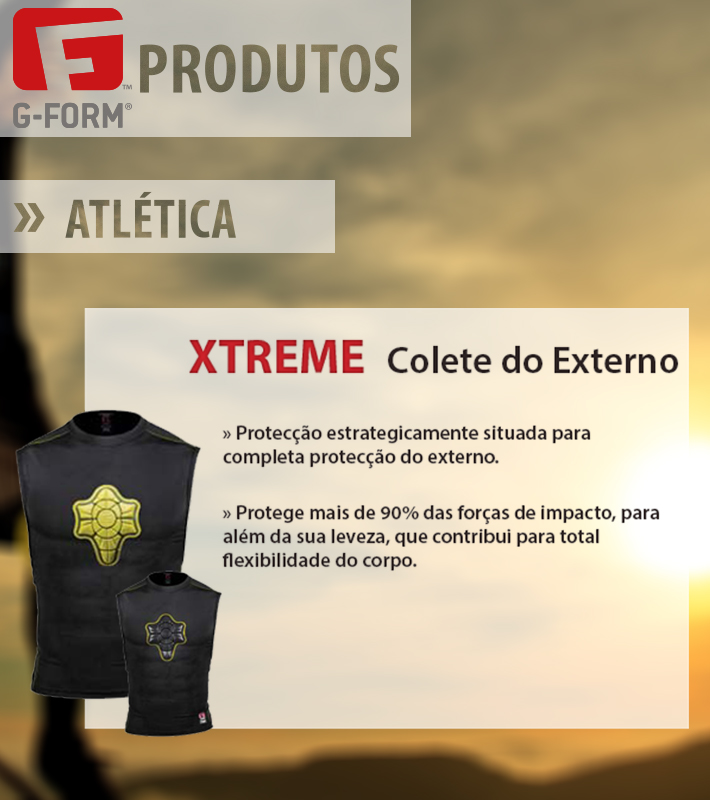 PRODUTOS
G-FORM®
» ATLÉTICA
XTREME Colete do Externo
» Protecção estrategicamente situada para
completa protecção do externo.
» Protege mais de 90% das forças de impacto, para
além da sua leveza, que contribui para total
flexibilidade do corpo.